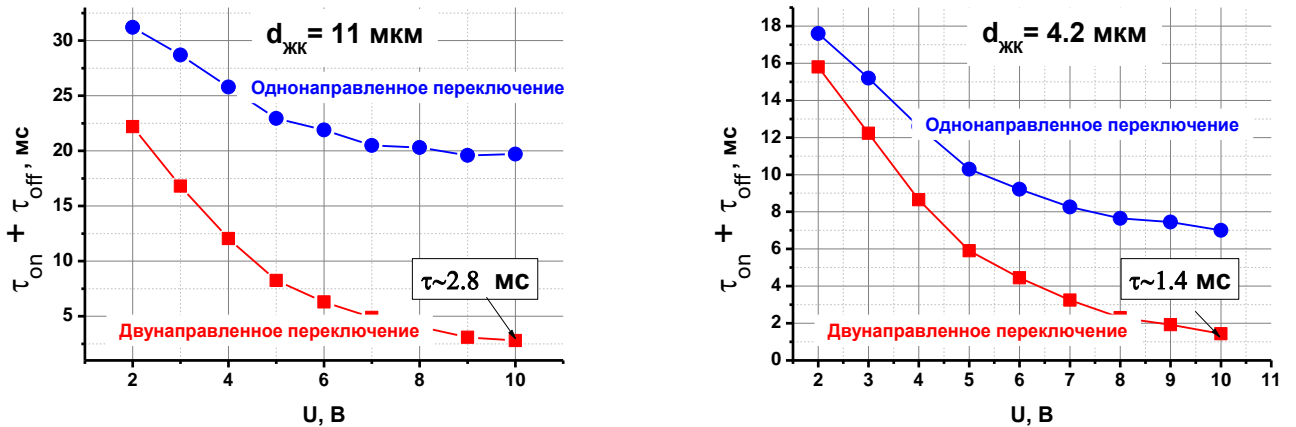 d_ЖК= 11 мкм
Однонаправленное переключение
τ_on + τ_off, мс
30
25
20
15
10
5
τ~2.8 мс
Двунаправленное переключение
2 4 6 8 10
U, В
d_ЖК= 4.2 мкм
Однонаправленное переключение
τ_on + τ_off, мс
18
16
14
12
10
8
6
4
2
0
τ~1.4 мс
Двунаправленное переключение
2 3 4 5 6 7 8 9 10 11
U, В